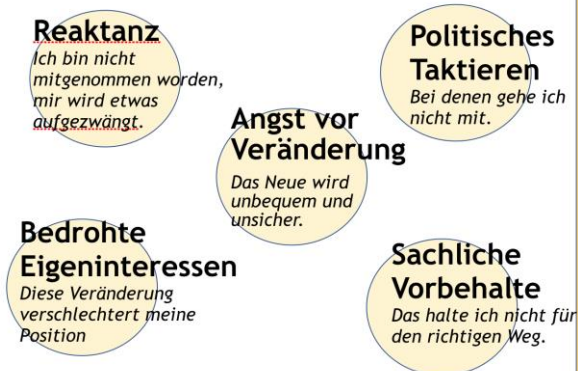 Reaktanz
Ich bin nicht
mitgenommen worden,
mir wird etwas
aufgezwängt.
Politisches
Taktieren
Bei denen gehe ich
nicht mit.
Angst vor
Veränderung
Das Neue wird
unbequem und
unsicher.
Bedrohte
Eigeninteressen
Diese Veränderung
verschlechtert meine
Position
Sachliche
Vorbehalte
Das halte ich nicht für
den richtigen Weg.